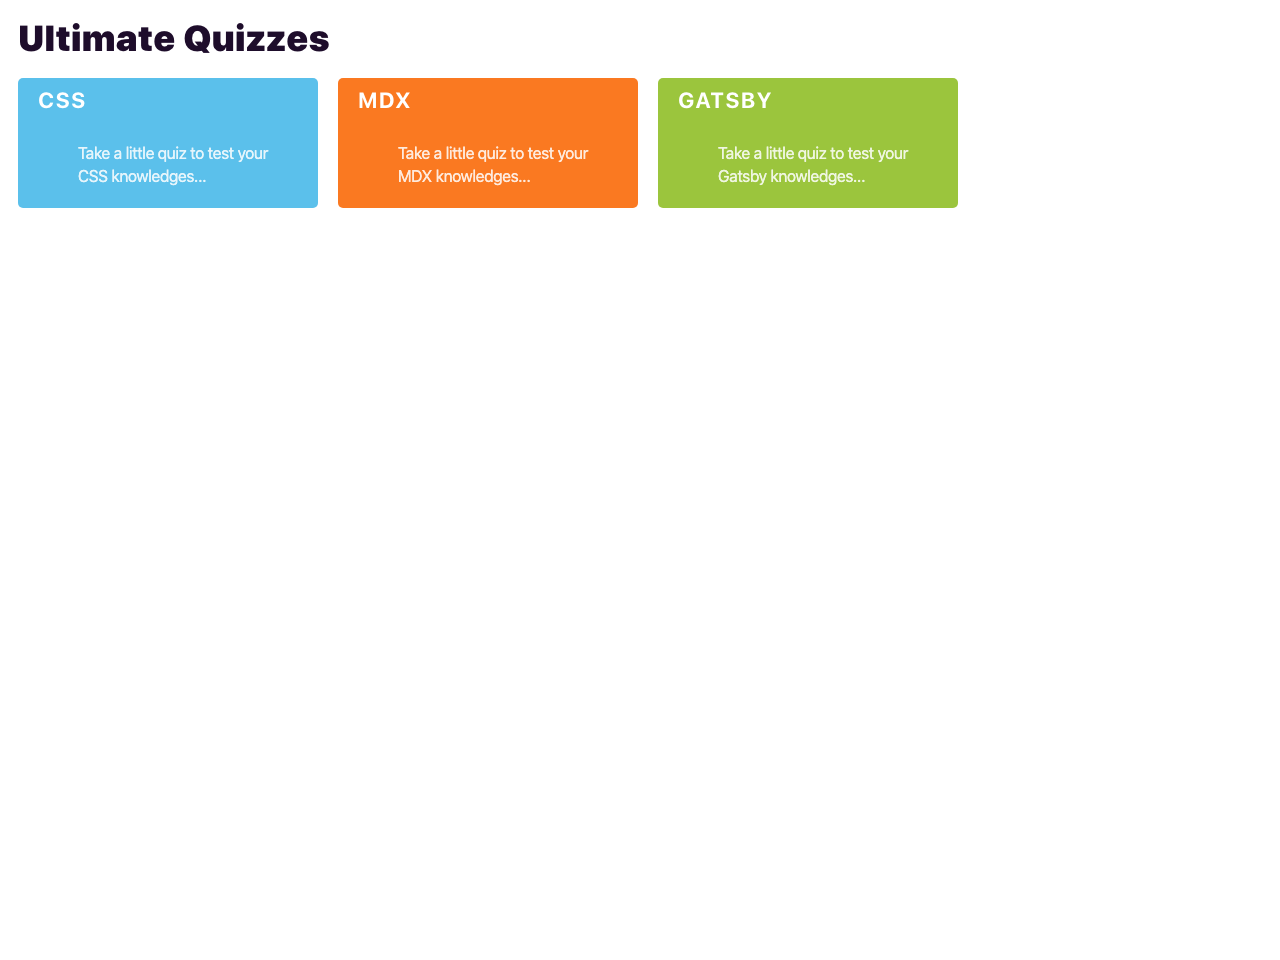 Ultimate Quizzes
CSS
Take a little quiz to test your
CSS knowledges...
MDX
Take a little quiz to test your
MDX knowledges...
GATSBY
Take a little quiz to test your
Gatsby knowledges...